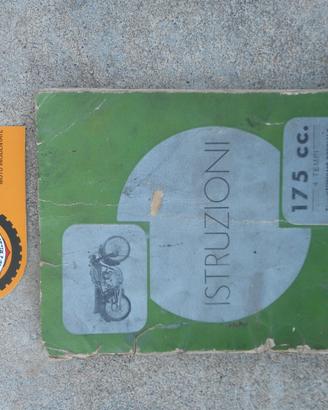 175 cc.
4 TEMPI
ISTRUZIONI